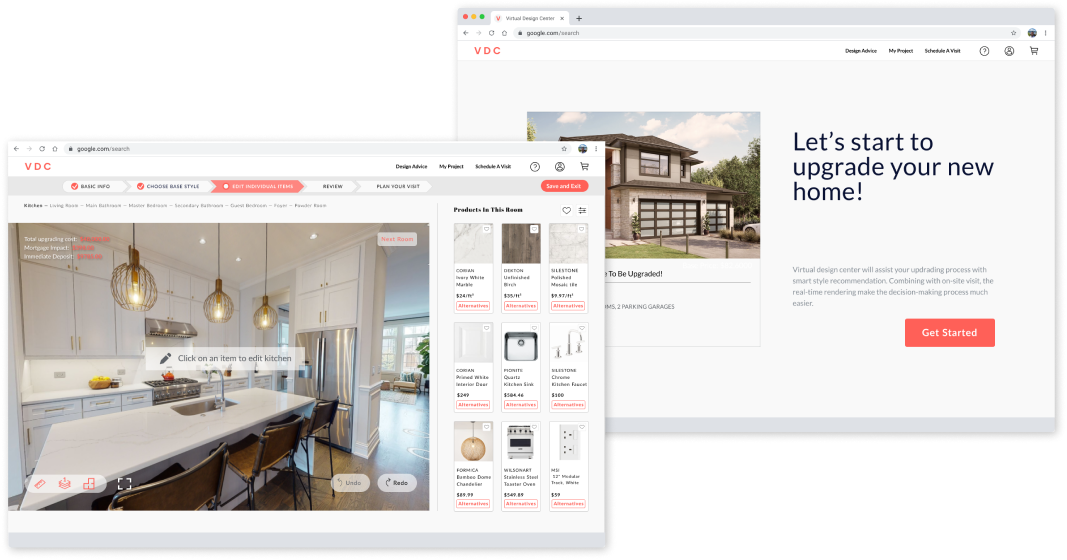 Virtual Design Center
google.com/search
VDC
Design Advice
My Project
Schedule A Visit
Let's start to
upgrade your new
home!
e To Be Upgraded!
OMS, 2 PARKING GARAGES
Virtual design center will assist your updrading process with
smart style recommendation. Combining with on-site visit, the
real-time rendering make the decision-making process much
easier.
Get Started
google.com/search
VDC
Design Advice
My Project
Schedule A Visit
BASIC INFO
CHOOSE BASE STYLE
EDIT INDIVIDUAL ITEMS
REVIEW
PLAN YOUR VISIT
Save and Exit
Kitchen – Living Room – Main Bathroom – Master Bedroom – Secondary Bathroom – Guest Bedroom – Foyer – Powder Room
Total upgrading cost:
Mortgage Impact:
Immediate Deposit:
Next Room
Click on an item to edit kitchen
Undo
Redo
Products In This Room
CORIAN
Ivory White
Marble
$24/ft²
Alternatives
DEKTON
Unfinished
Birch
$35/ft²
Alternatives
SILESTONE
Polished
Mosaic tile
$9.97/ft²
Alternatives
CORIAN
Primed White
Interior Door
$249
Alternatives
PIONITE
Quartz
Kitchen Sink
$584.46
Alternatives
SILESTONE
Chrome
Kitchen Faucet
$100
Alternatives
FORMICA
Bamboo Dome
Chandelier
$89.99
Alternatives
WILSONART
Stainless Steel
Toaster Oven
$549.89
Alternatives
MSI
12" Modular
Track, White
$59
Alternatives